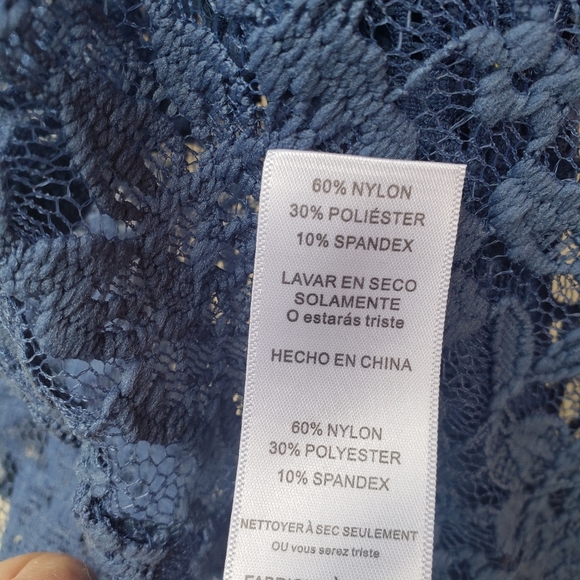 60% NYLON
30% POLIÉSTER
10% SPANDEX
LAVAR EN SECO
SOLAMENTE
O estarás triste
HECHO EN CHINA
60% NYLON
30% POLYESTER
10% SPANDEX
NETTOYER À SEC SEULEMENT
OU vous serez triste